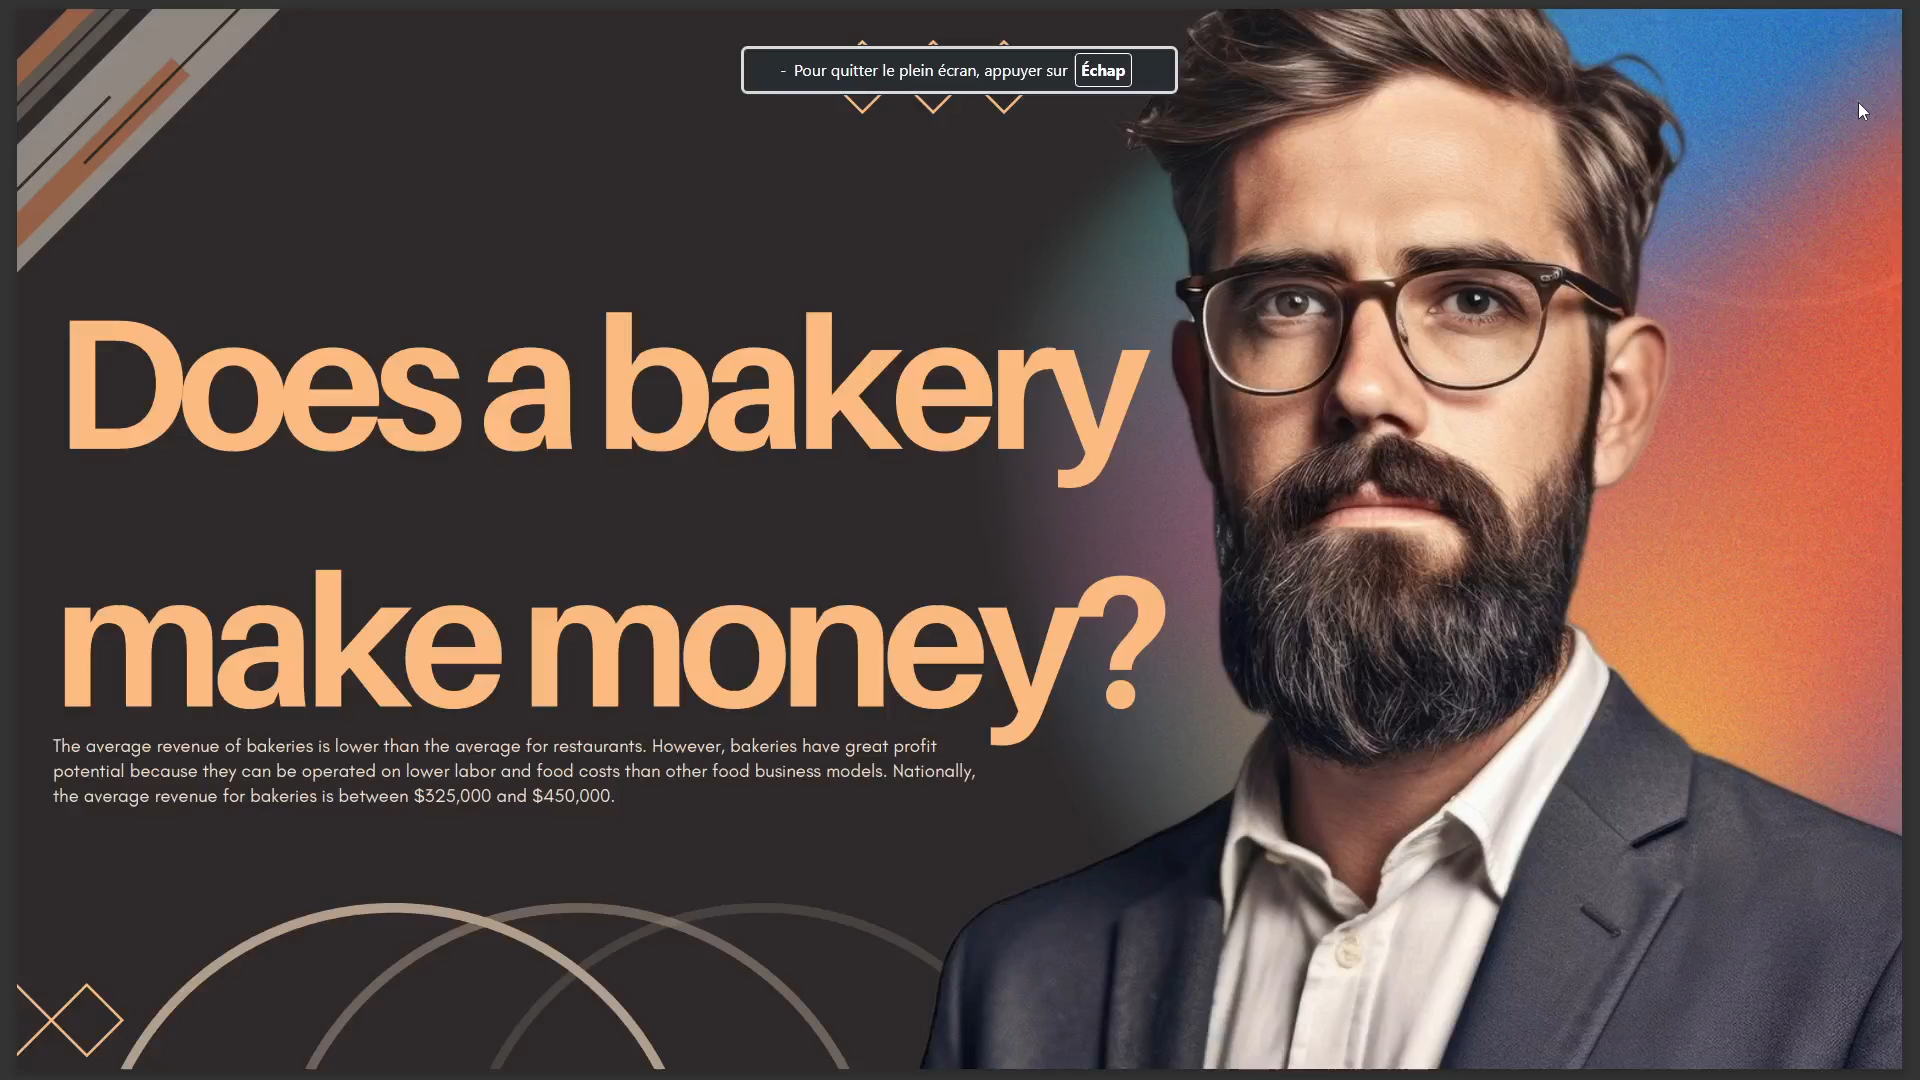 - Pour quitter le plein écran, appuyer sur Échap
Does a bakery
make money?
The average revenue of bakeries is lower than the average for restaurants. However, bakeries have great profit
potential because they can be operated on lower labor and food costs than other food business models. Nationally,
the average revenue for bakeries is between $325,000 and $450,000.